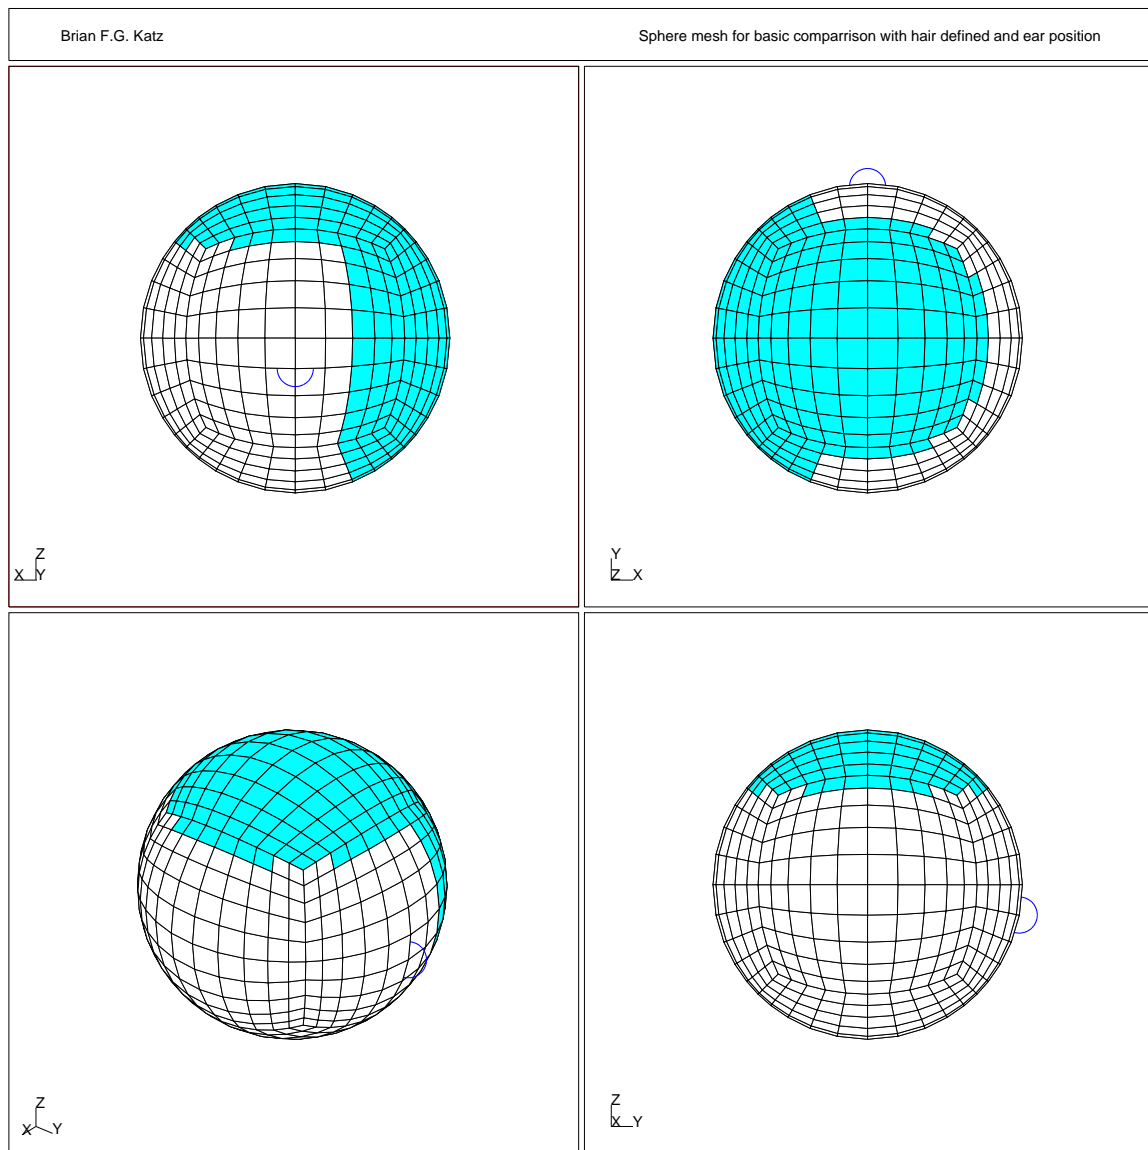 Brian F.G. Katz
Sphere mesh for basic comparrison with hair defined and ear position
Z
X Y
Y
Z X
Z
X Y
Z
X Y